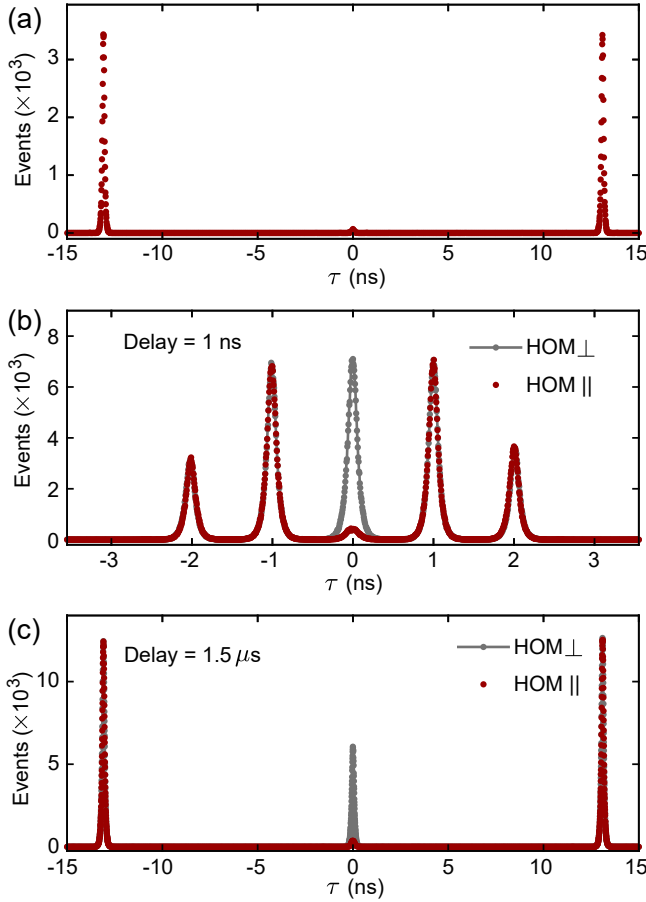 (a)
Events (×10³)
3
2
1
0
-15 -10 -5 0 5 10 15
τ (ns)
(b)
Delay = 1 ns
HOM⊥
HOM ||
Events (×10³)
8
6
4
2
0
-3 -2 -1 0 1 2 3
τ (ns)
(c)
Delay = 1.5 μs
HOM⊥
HOM ||
Events (×10³)
10
5
0
-15 -10 -5 0 5 10 15
τ (ns)